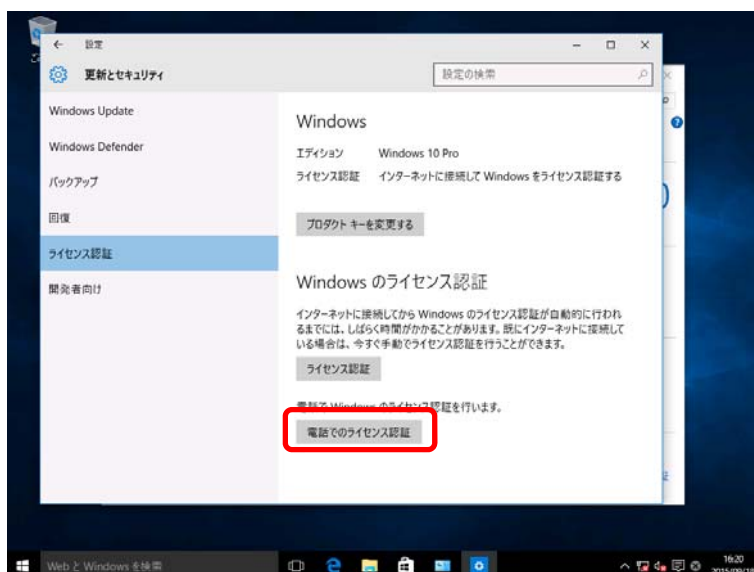 設定
更新とセキュリティ
設定の検索
Windows Update
Windows Defender
バックアップ
回復
ライセンス認証
開発者向け
Windows
エディション Windows 10 Pro
ライセンス認証 インターネットに接続して Windows をライセンス認証する
プロダクト キーを変更する
Windows のライセンス認証
インターネットに接続してから Windows のライセンス認証が自動的に行われ
るまでには、しばらく時間がかかることがあります。既にインターネットに接続して
いる場合は、今すぐ手動でライセンス認証を行うことができます。
ライセンス認証
電話で Windows のライセンス認証を行います。
電話でのライセンス認証
Web と Windows を検索
16:20
2015/09/18